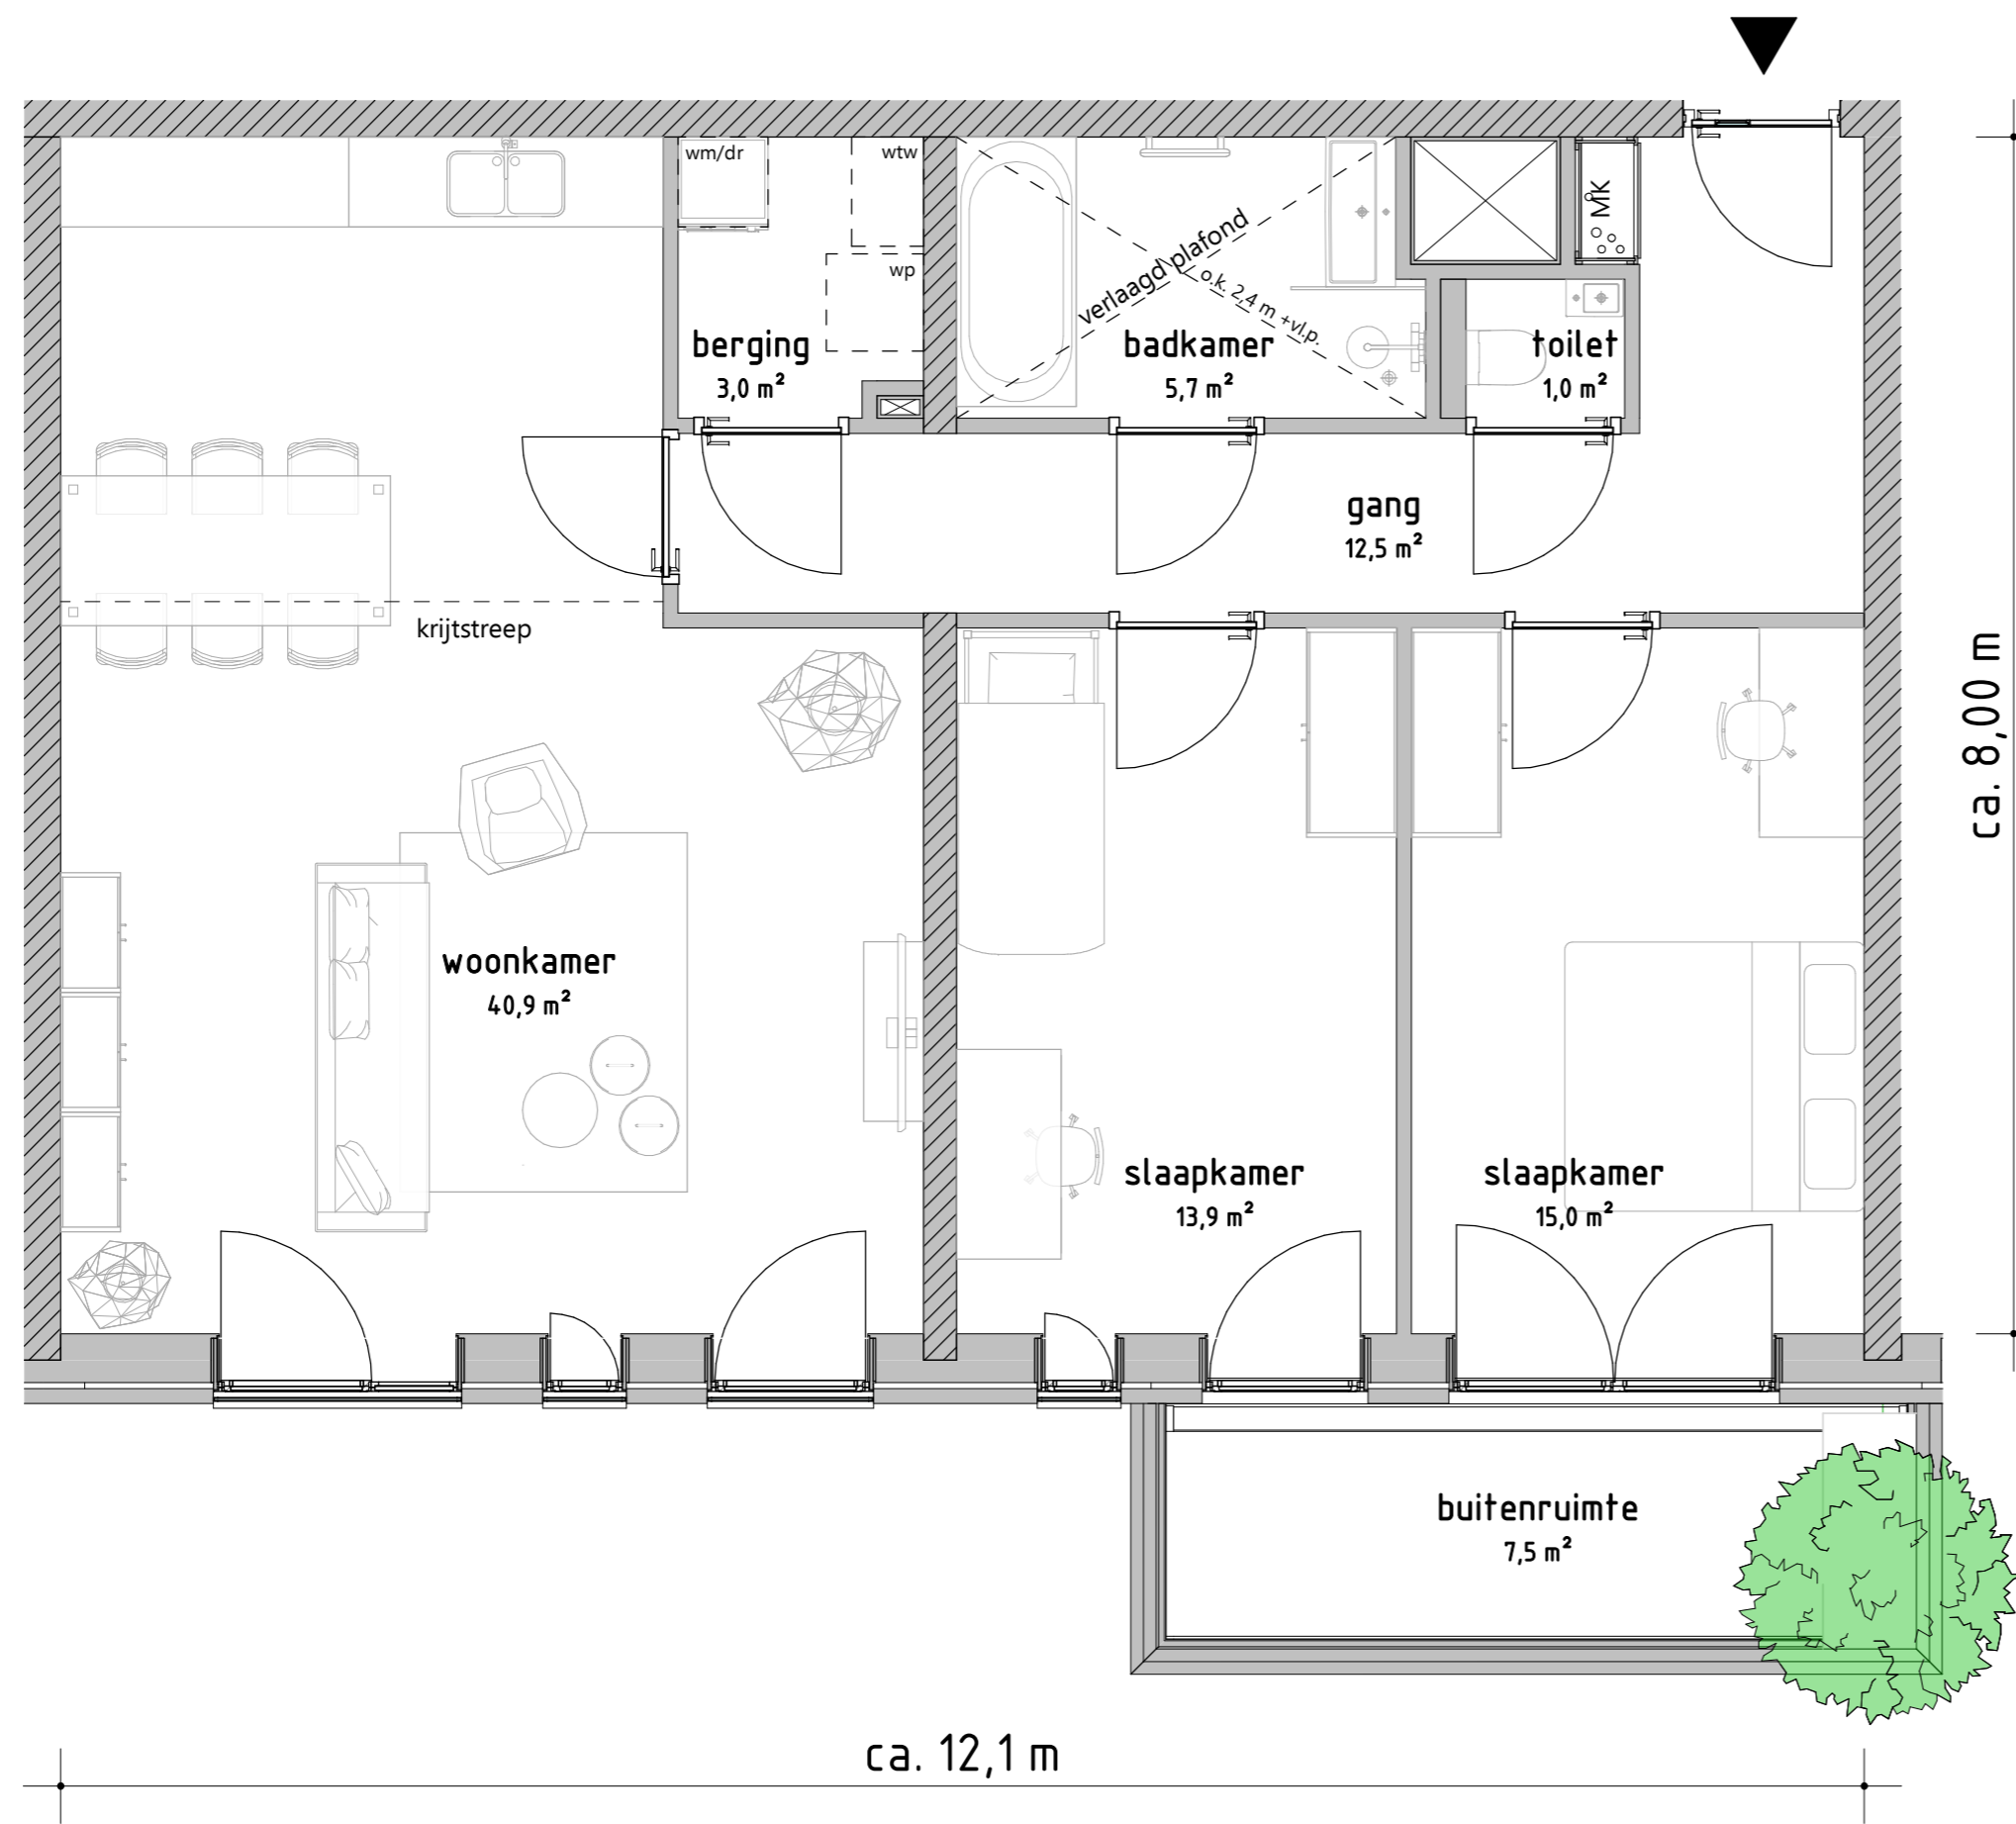 wm/dr
wtw
wp
MK
verlaagd plafond
o.k. 2,4 m +vl.p.
berging
3,0 m²
badkamer
5,7 m²
toilet
1,0 m²
gang
12,5 m²
krijtstreep
ca. 8,00 m
woonkamer
40,9 m²
slaapkamer
13,9 m²
slaapkamer
15,0 m²
buitenruimte
7,5 m²
ca. 12,1 m